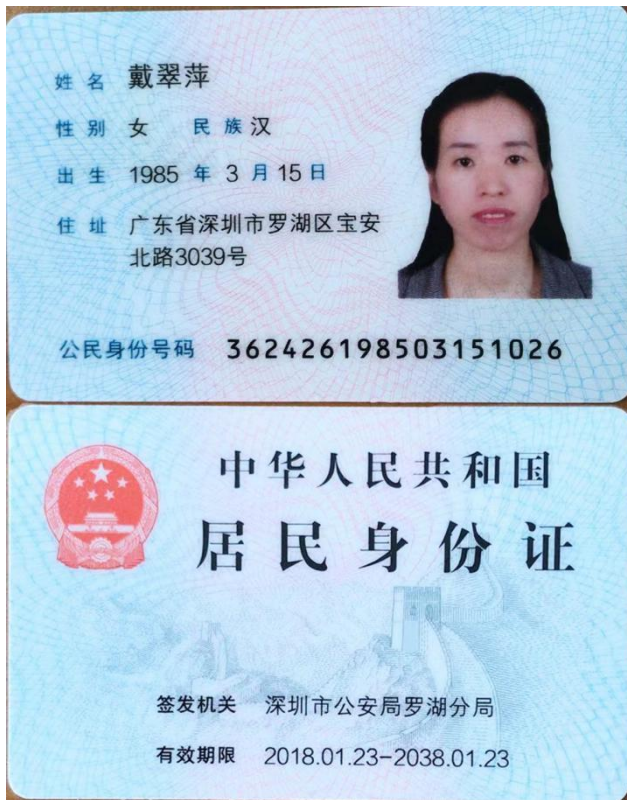 姓名 戴翠萍
性别 女 民族 汉
出生 1985 年 3 月 15 日
住址 广东省深圳市罗湖区宝安
北路3039号
公民身份号码 362426198503151026
中华人民共和国
居民身份证
签发机关 深圳市公安局罗湖分局
有效期限 2018.01.23-2038.01.23